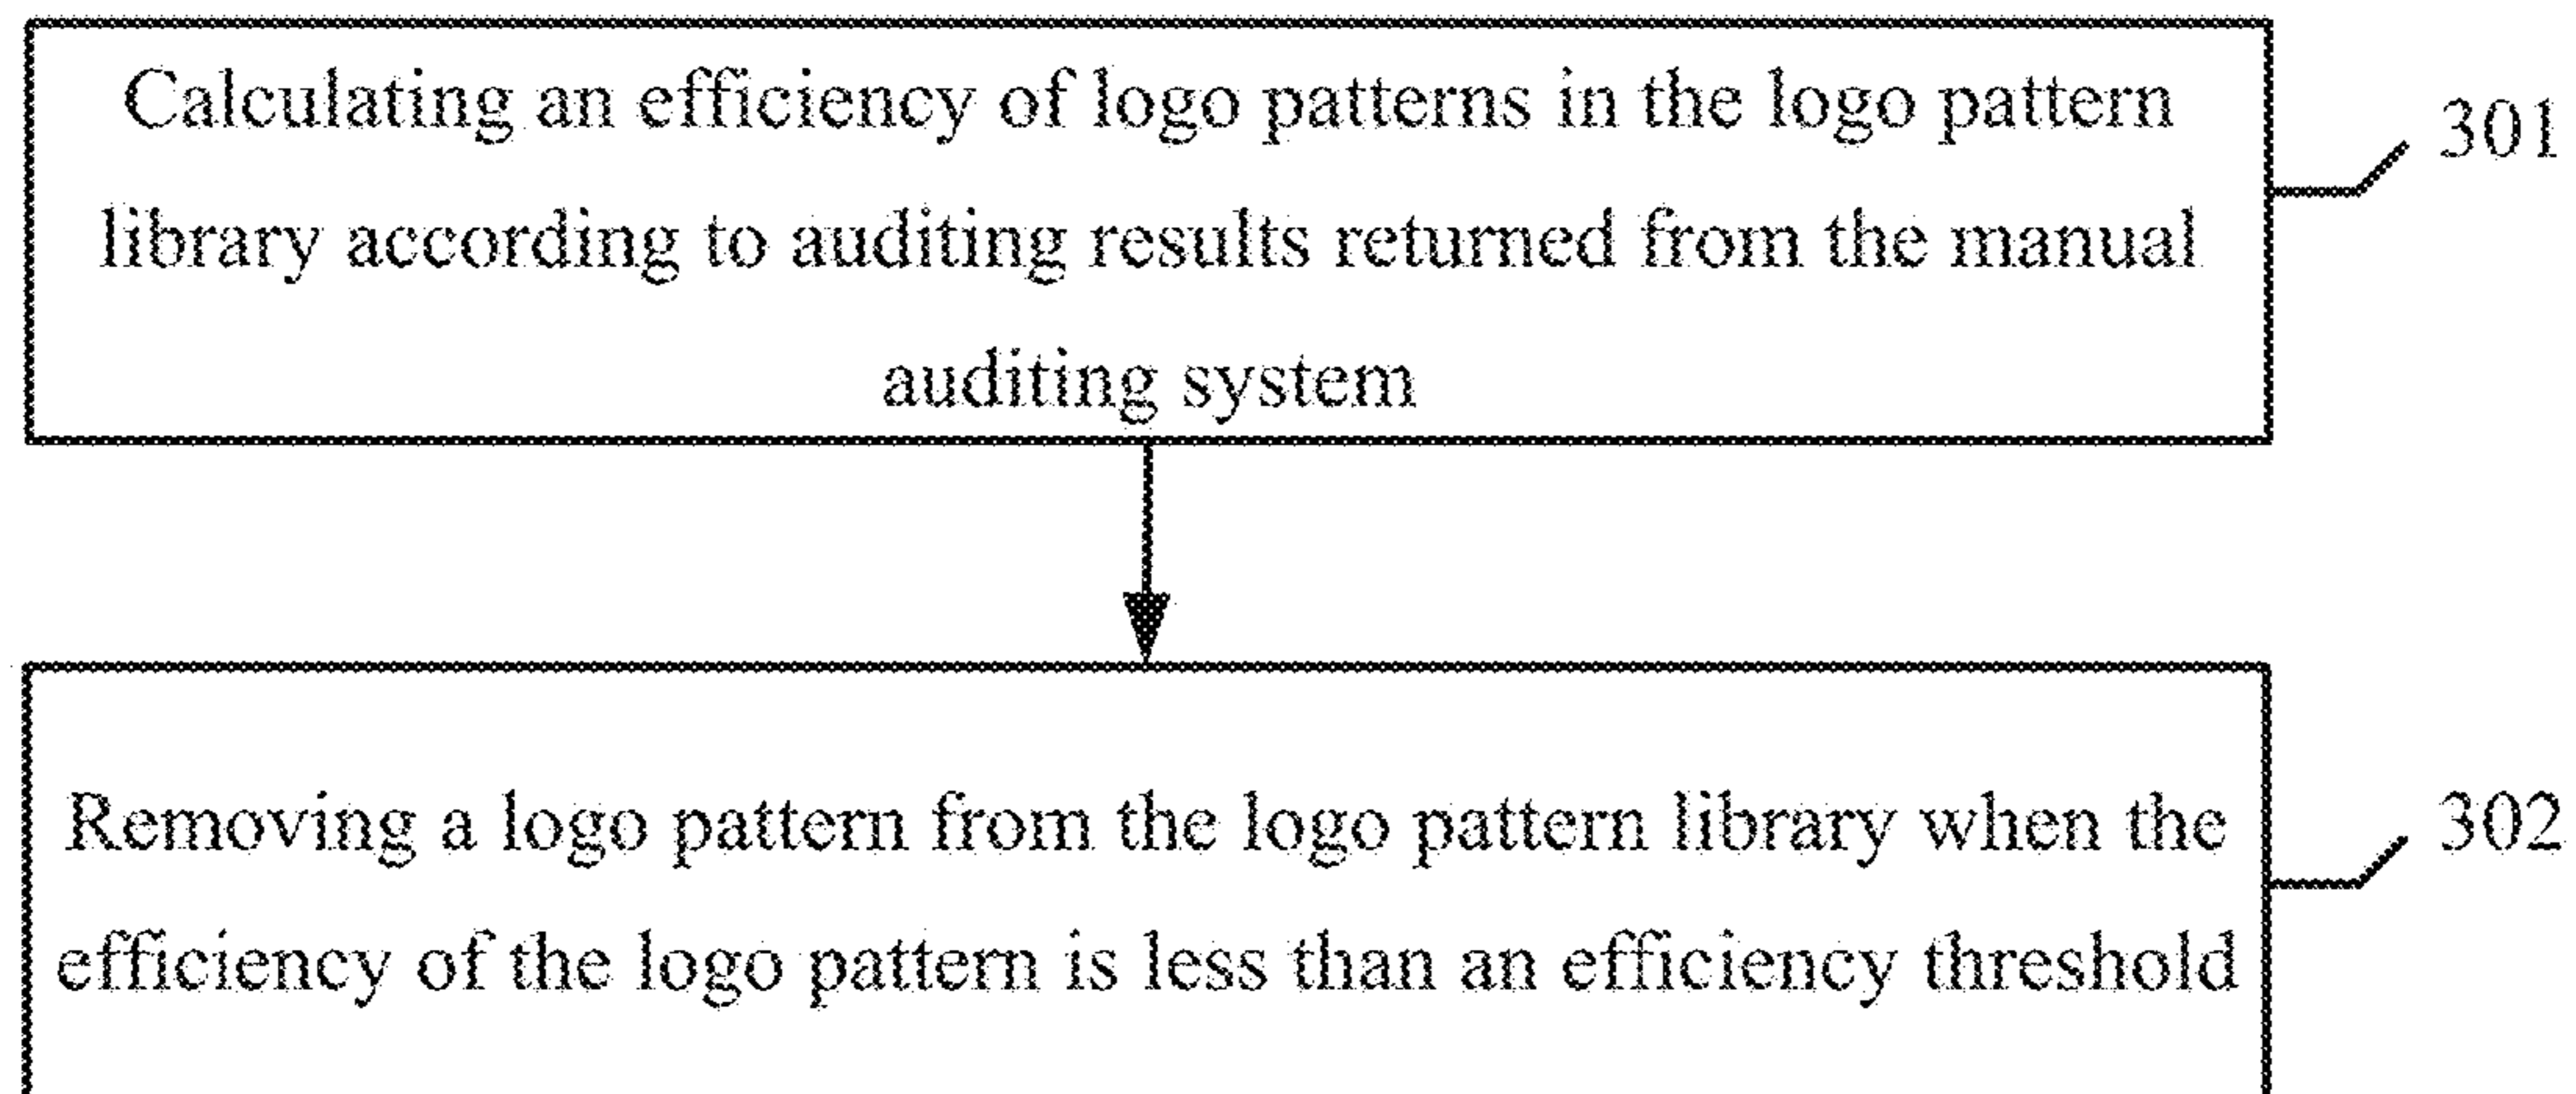 Calculating an efficiency of logo patterns in the logo pattern
301
library according to auditing results returned from the manual
auditing system
Removing a logo pattern from the logo pattern library when the
302
efficiency of the logo pattern is less than an efficiency threshold